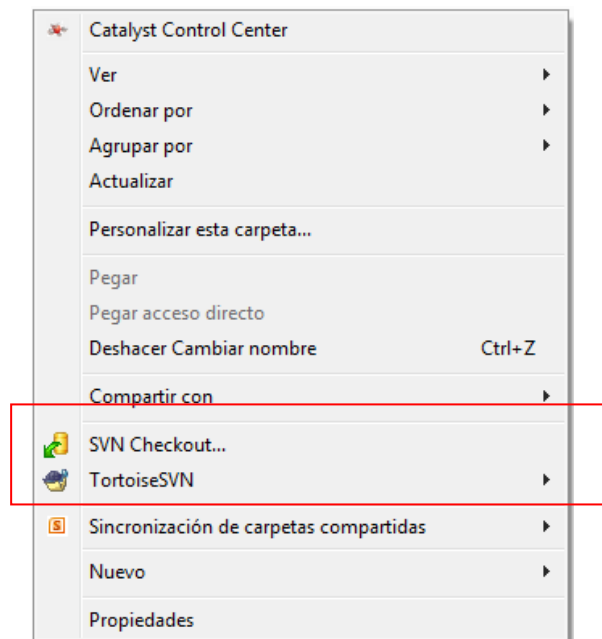 Catalyst Control Center
Ver
Ordenar por
Agrupar por
Actualizar
Personalizar esta carpeta...
Pegar
Pegar acceso directo
Deshacer Cambiar nombre Ctrl+Z
Compartir con
SVN Checkout...
TortoiseSVN
S Sincronización de carpetas compartidas
Nuevo
Propiedades